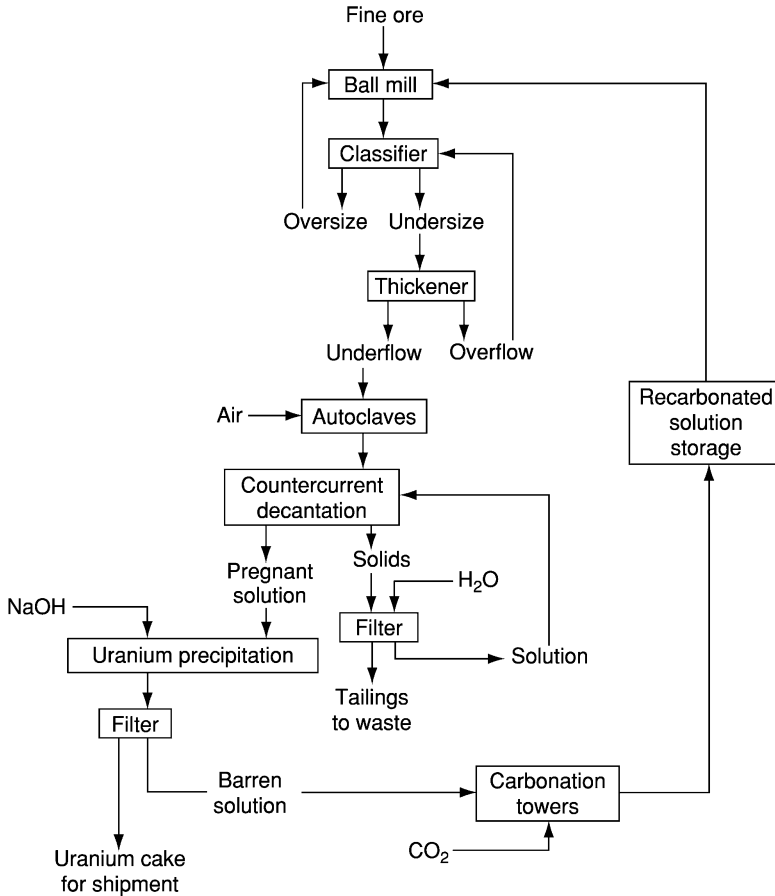 Fine ore
Ball mill
Classifier
Oversize
Undersize
Thickener
Underflow
Overflow
Recarbonated
solution
storage
Air
Autoclaves
Countercurrent
decantation
Pregnant
solution
Solids
H₂O
NaOH
Filter
Uranium precipitation
Solution
Tailings
to waste
Filter
Barren
solution
Carbonation
towers
CO₂
Uranium cake
for shipment